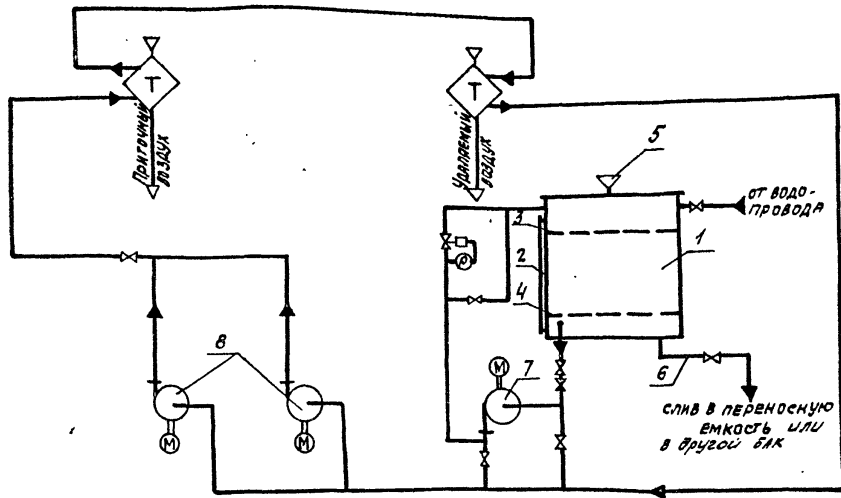 Т
Т
Приточный
воздух
Удаляемый
воздух
5
от водо-
провода
3
1
2
4
Р
8
М
7
6
М
М
слив в переносную
емкость или
в другой бак